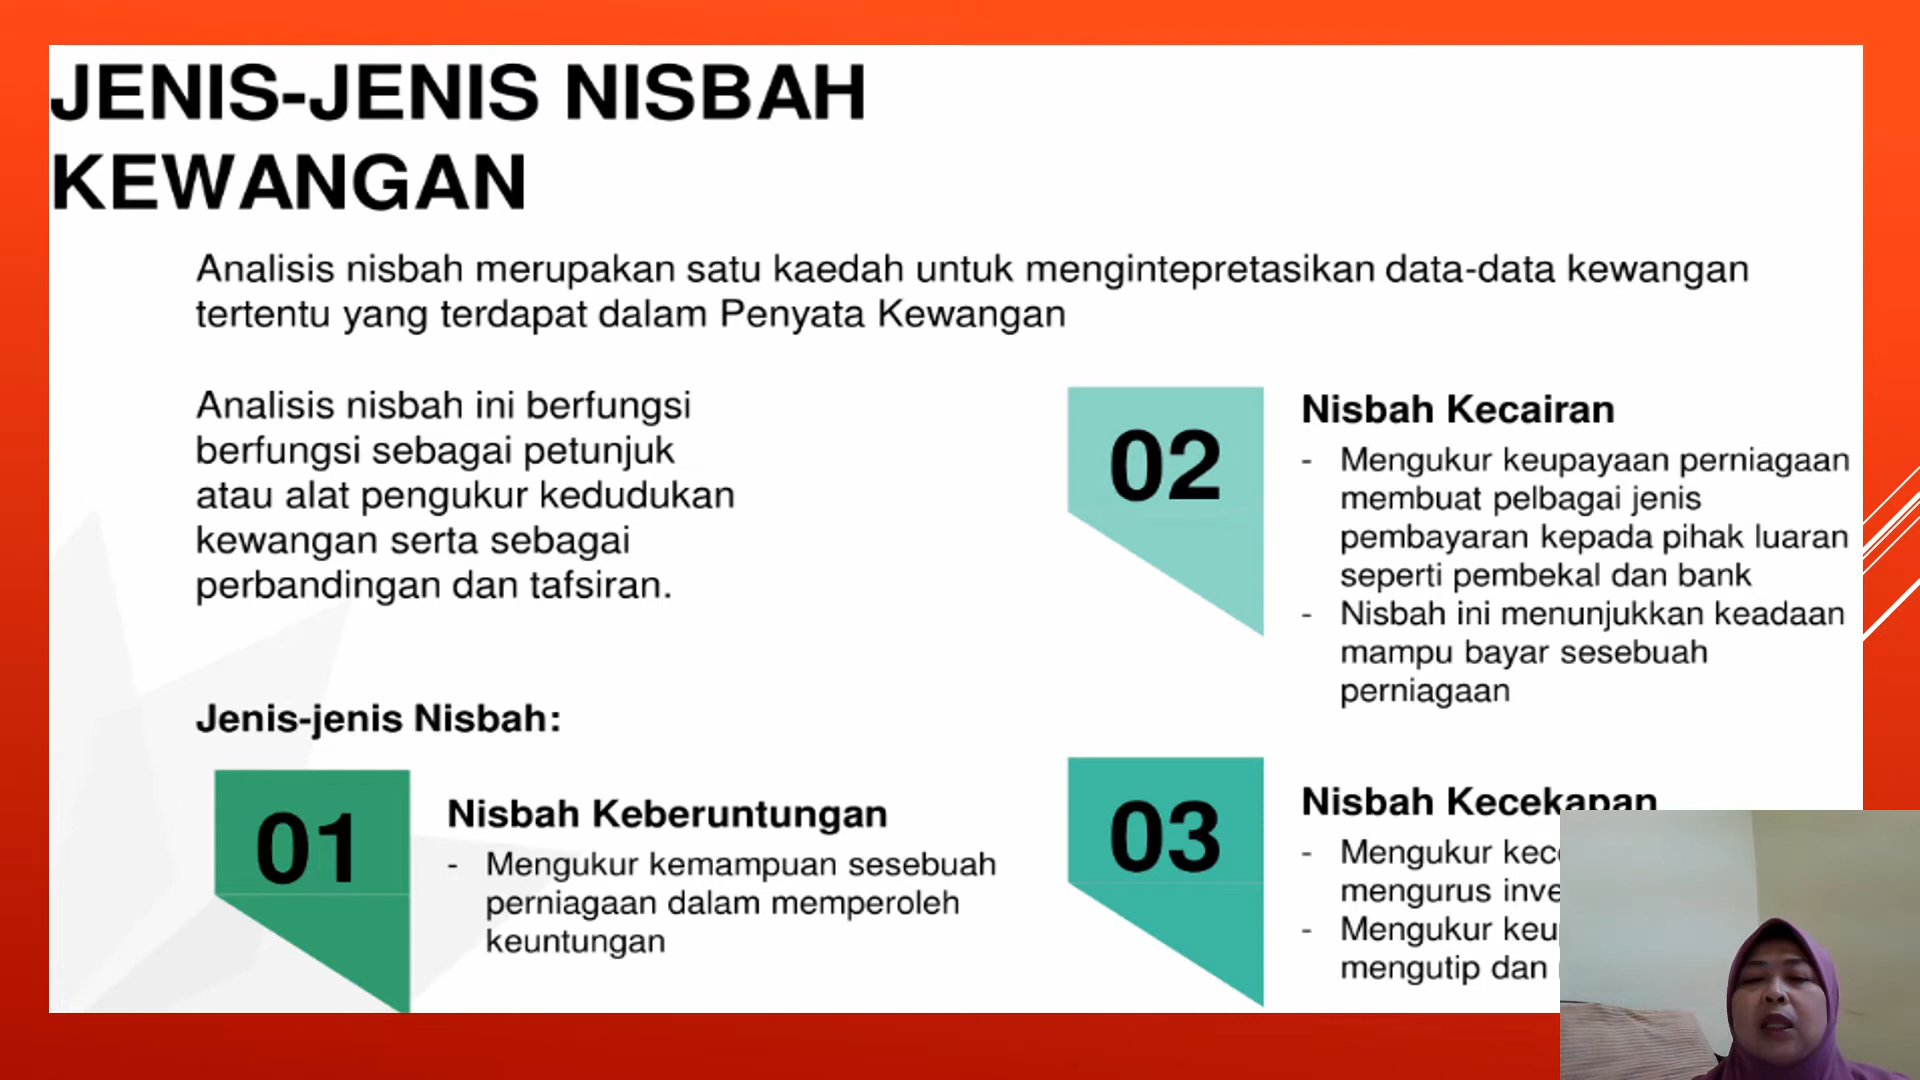 JENIS-JENIS NISBAH
KEWANGAN
Analisis nisbah merupakan satu kaedah untuk mengintepretasikan data-data kewangan
tertentu yang terdapat dalam Penyata Kewangan
Analisis nisbah ini berfungsi
berfungsi sebagai petunjuk
atau alat pengukur kedudukan
kewangan serta sebagai
perbandingan dan tafsiran.
Jenis-jenis Nisbah:
01
Nisbah Keberuntungan
- Mengukur kemampuan sesebuah
perniagaan dalam memperoleh
keuntungan
02
Nisbah Kecairan
- Mengukur keupayaan perniagaan
membuat pelbagai jenis
pembayaran kepada pihak luaran
seperti pembekal dan bank
- Nisbah ini menunjukkan keadaan
mampu bayar sesebuah
perniagaan
03
Nisbah Kecekapan
- Mengukur
mengurus
- Mengukur
mengutip dan